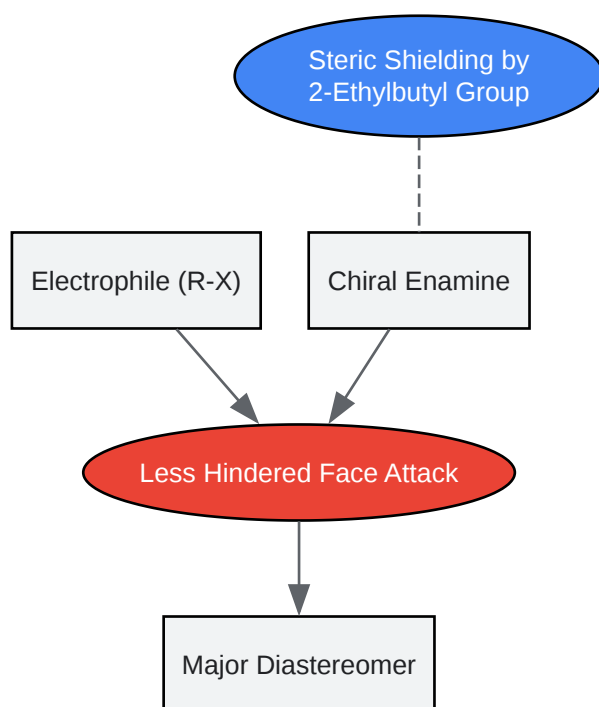 Steric Shielding by
2-Ethylbutyl Group
Electrophile (R-X)
Chiral Enamine
Less Hindered Face Attack
Major Diastereomer